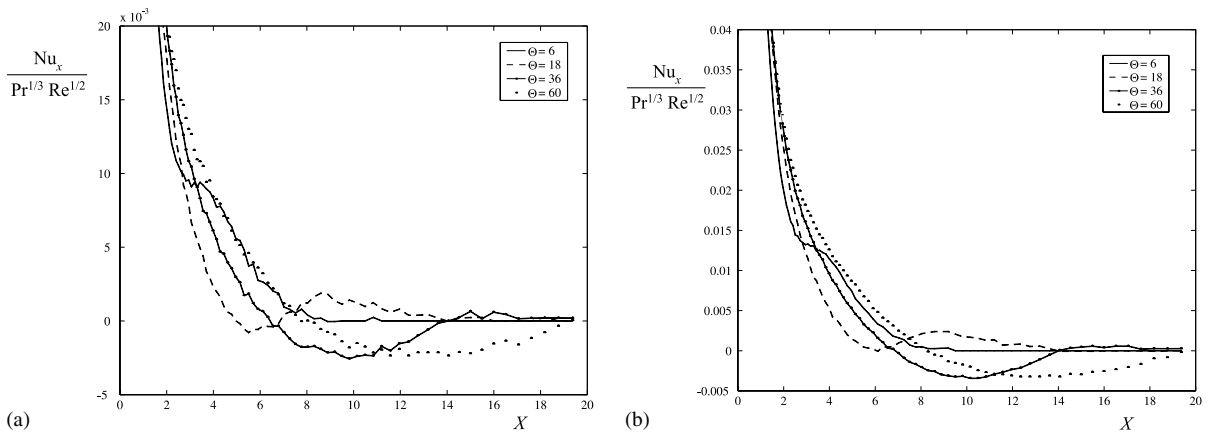 x 10⁻³
20
15
10
5
0
-5
0 2 4 6 8 10 12 14 16 18 20
Nuₓ
Pr^{1/3} Re^{1/2}
Θ= 6
Θ= 18
Θ= 36
Θ= 60
X
(a)
0.04
0.035
0.03
0.025
0.02
0.015
0.01
0.005
0
-0.005
0 2 4 6 8 10 12 14 16 18 20
Nuₓ
Pr^{1/3} Re^{1/2}
Θ= 6
Θ= 18
Θ= 36
Θ= 60
X
(b)